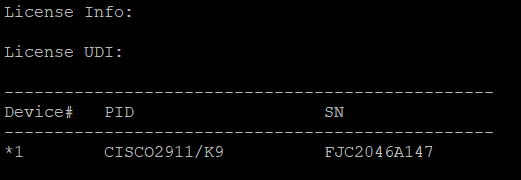 License Info:
License UDI:
-------------------------------------------------
Device#   PID                   SN
-------------------------------------------------
*1        CISCO2911/K9          FJC2046A147